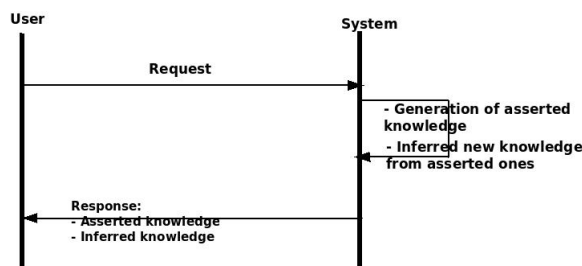 User
System
Request
- Generation of asserted
knowledge
- Inferred new knowledge
from asserted ones
Response:
- Asserted knowledge
- Inferred knowledge